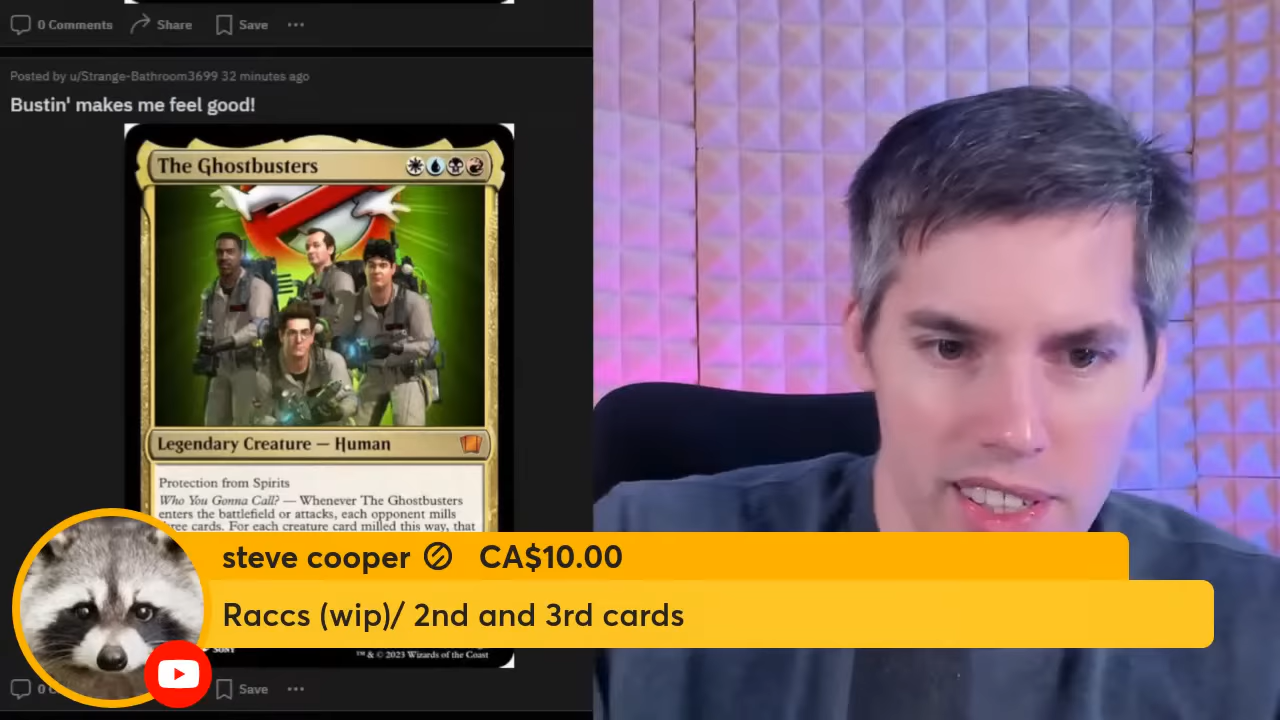 0 Comments Share Save
Posted by u/Strange-Bathroom3699 32 minutes ago
Bustin' makes me feel good!
The Ghostbusters
Legendary Creature — Human
Protection from Spirits
Who You Gonna Call? — Whenever The Ghostbusters
enters the battlefield or attacks, each opponent mills
three cards. For each creature card milled this way, that
steve cooper CA$10.00
Raccs (wip)/ 2nd and 3rd cards
SONY
™ & © 2023 Wizards of the Coast
0 Save